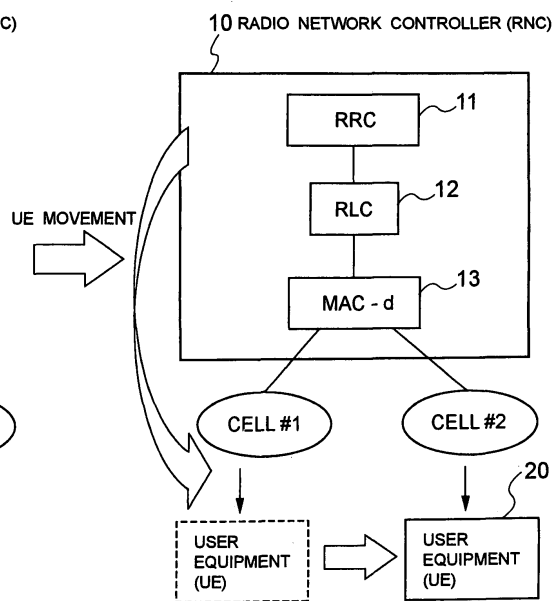 C)
10 RADIO NETWORK CONTROLLER (RNC)
RRC
11
RLC
12
UE MOVEMENT
MAC - d
13
CELL #1
CELL #2
20
USER
EQUIPMENT
(UE)
USER
EQUIPMENT
(UE)